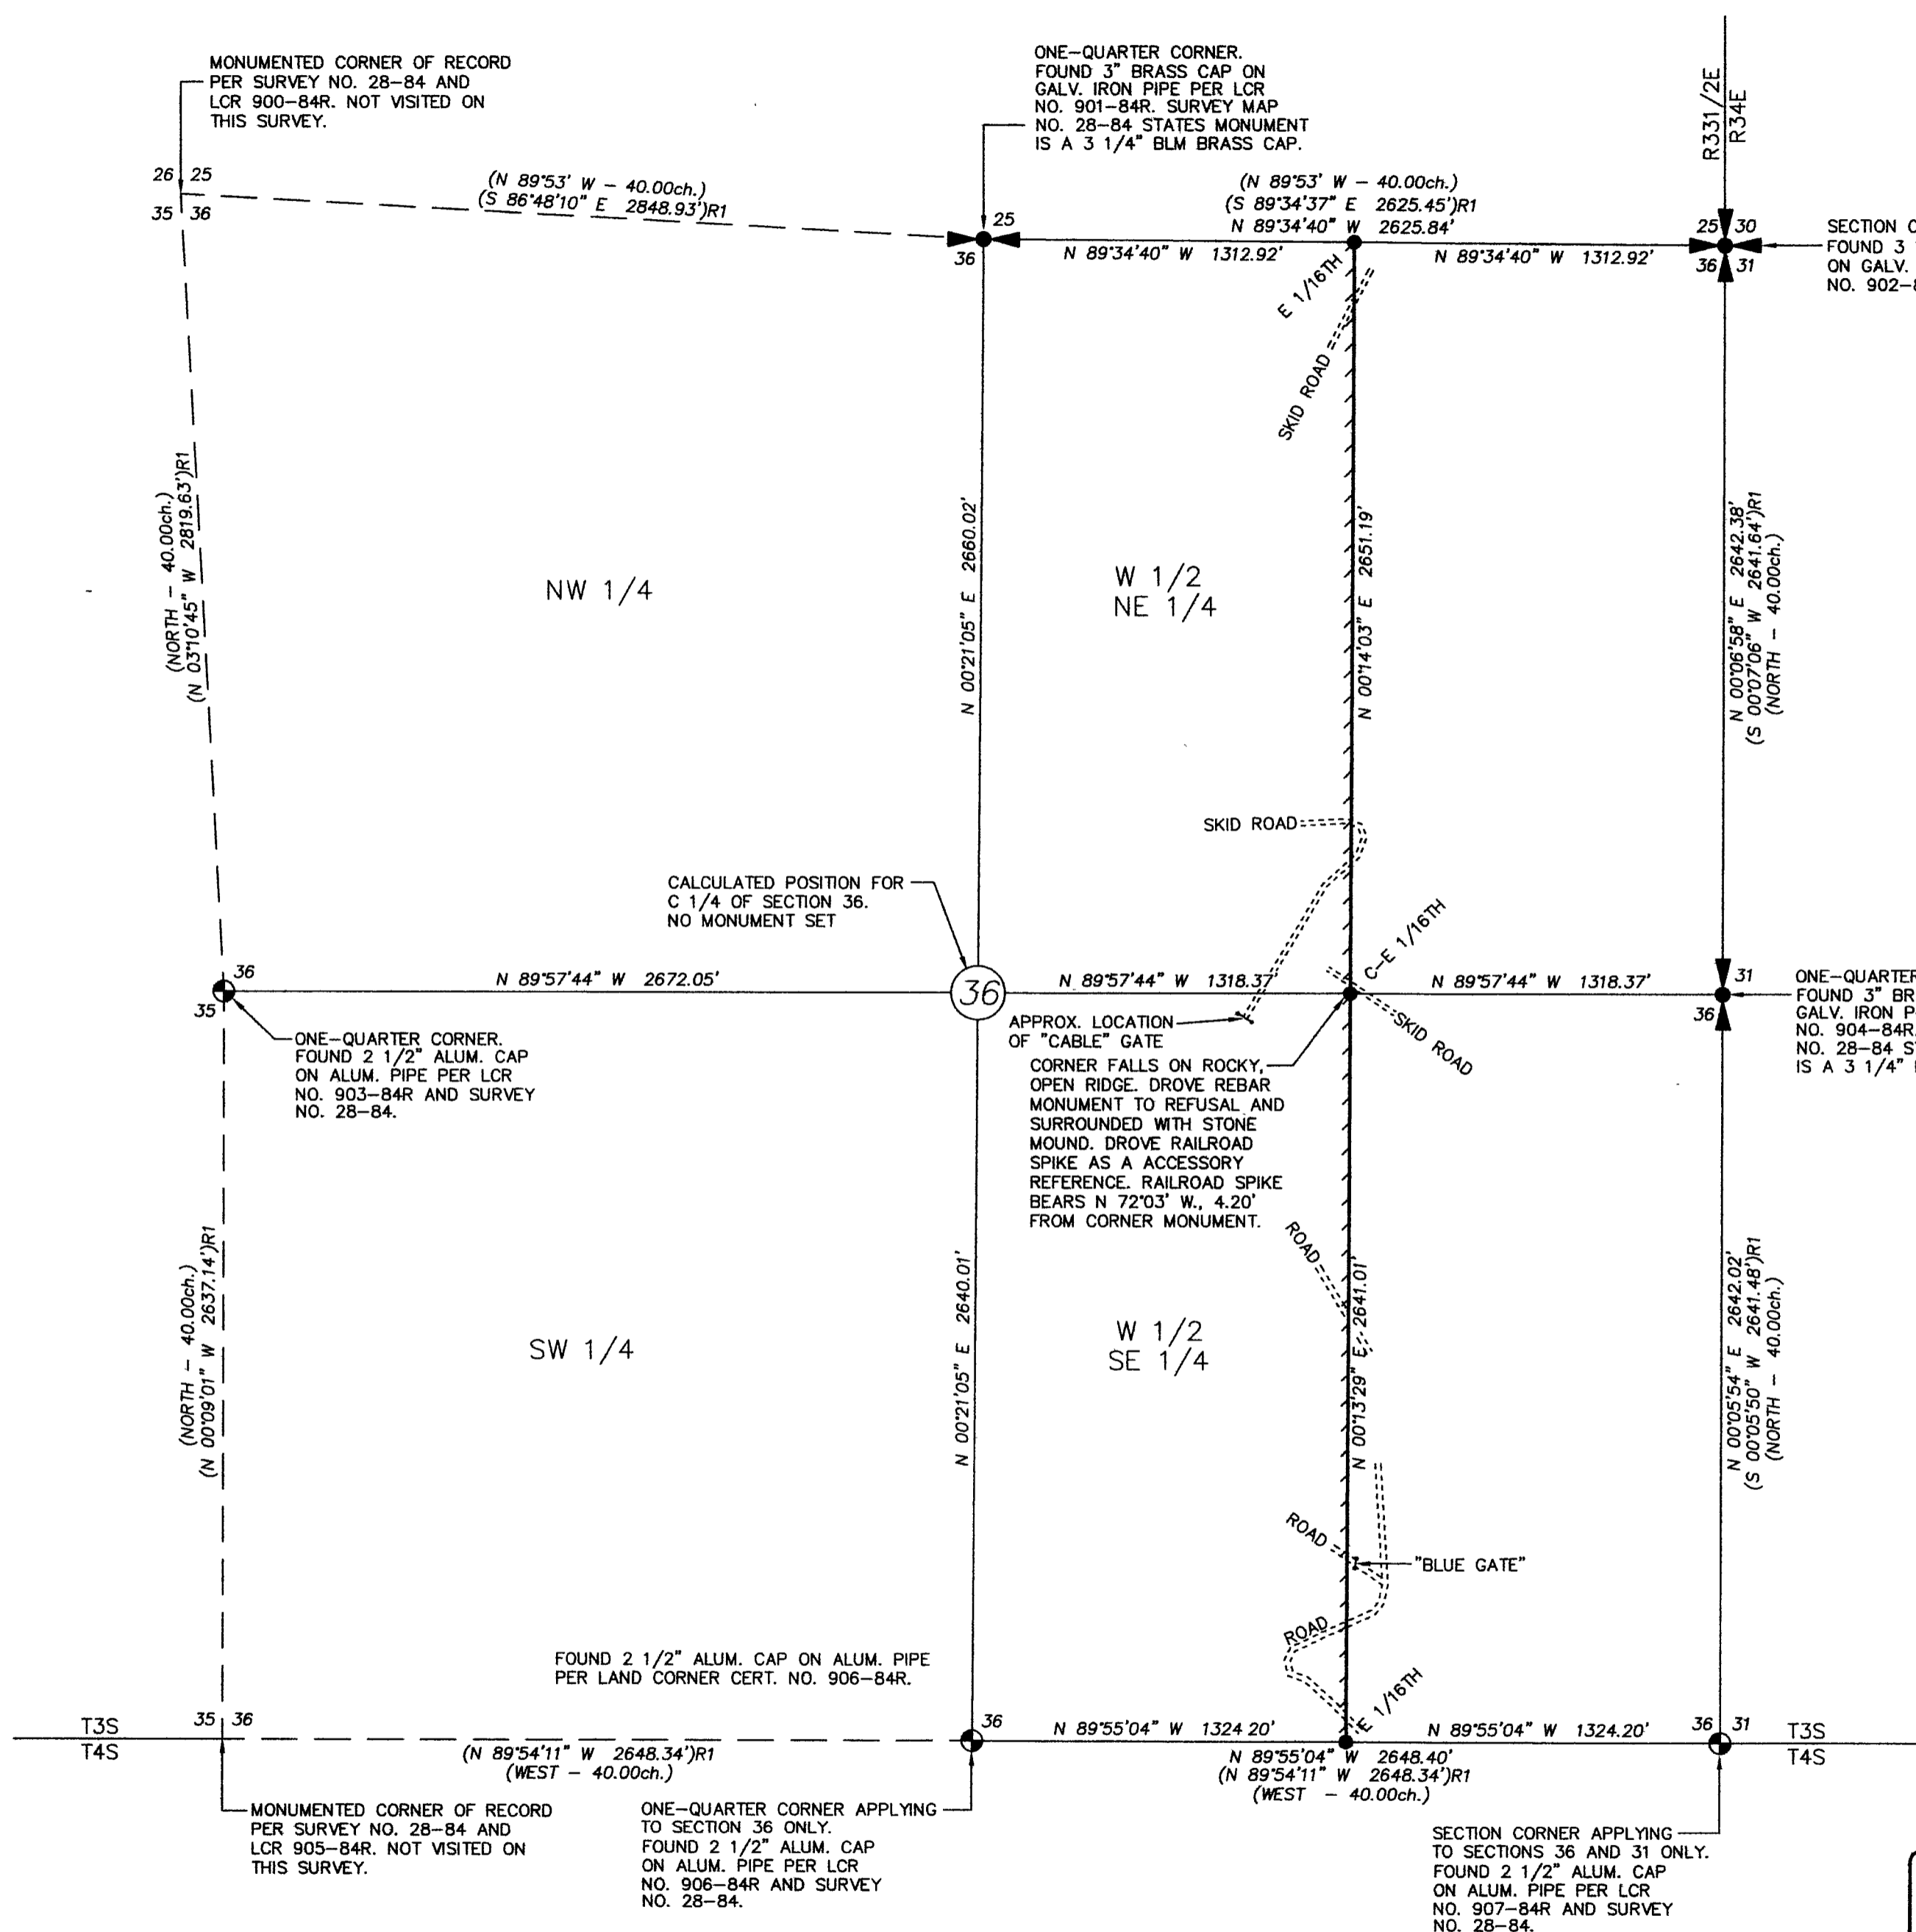 MONUMENTED CORNER OF RECORD
PER SURVEY NO. 28-84 AND
LCR 900-84R. NOT VISITED ON
THIS SURVEY.
ONE-QUARTER CORNER.
FOUND 3" BRASS CAP ON
GALV. IRON PIPE PER LCR
NO. 901-84R. SURVEY MAP
NO. 28-84 STATES MONUMENT
IS A 3 1/4" BLM BRASS CAP.
R331/2E
R34E
26 25
35 36
(N 89°53' W - 40.00ch.)
(S 86°48'10" E 2848.93')R1
25
36
(N 89°53' W - 40.00ch.)
(S 89°34'37" E 2625.45')R1
N 89°34'40" W 2625.84'
N 89°34'40" W 1312.92'
N 89°34'40" W 1312.92'
25 30
36 31
SECTION C
FOUND 3
ON GALV.
NO. 902-8
E 1/16TH
SKID ROAD
(NORTH - 40.00ch.)
(N 03°10'45" W 2819.63')R1
NW 1/4
N 00°21'05" E 2660.02'
W 1/2
NE 1/4
N 00°14'03" E 2651.19'
N 00°06'58" E 2642.38'
(S 00°07'06" W 2641.64')R1
(NORTH - 40.00ch.)
SKID ROAD
CALCULATED POSITION FOR
C 1/4 OF SECTION 36.
NO MONUMENT SET
C-E 1/16TH
36
35
N 89°57'44" W 2672.05'
36
N 89°57'44" W 1318.37'
N 89°57'44" W 1318.37'
31
36
ONE-QUARTER
FOUND 3" BR
GALV. IRON P
NO. 904-84R
NO. 28-84 S
IS A 3 1/4"
SKID ROAD
APPROX. LOCATION
OF "CABLE" GATE
ONE-QUARTER CORNER.
FOUND 2 1/2" ALUM. CAP
ON ALUM. PIPE PER LCR
NO. 903-84R AND SURVEY
NO. 28-84.
CORNER FALLS ON ROCKY,
OPEN RIDGE. DROVE REBAR
MONUMENT TO REFUSAL AND
SURROUNDED WITH STONE
MOUND. DROVE RAILROAD
SPIKE AS A ACCESSORY
REFERENCE. RAILROAD SPIKE
BEARS N 72°03' W., 4.20'
FROM CORNER MONUMENT.
ROAD
(NORTH - 40.00ch.)
(N 00°09'01" W 2637.14')R1
SW 1/4
N 00°21'05" E 2640.01'
W 1/2
SE 1/4
N 00°13'29" E 2641.01'
N 00°05'54" E 2642.02'
(S 00°05'50" W 2641.48')R1
(NORTH - 40.00ch.)
ROAD
"BLUE GATE"
ROAD
FOUND 2 1/2" ALUM. CAP ON ALUM. PIPE
PER LAND CORNER CERT. NO. 906-84R.
E 1/16TH
T3S
T4S
35 36
(N 89°54'11" W 2648.34')R1
(WEST - 40.00ch.)
36
N 89°55'04" W 1324.20'
N 89°55'04" W 1324.20'
N 89°55'04" W 2648.40'
(N 89°54'11" W 2648.34')R1
(WEST - 40.00ch.)
36 31
T3S
T4S
MONUMENTED CORNER OF RECORD
PER SURVEY NO. 28-84 AND
LCR 905-84R. NOT VISITED ON
THIS SURVEY.
ONE-QUARTER CORNER APPLYING
TO SECTION 36 ONLY.
FOUND 2 1/2" ALUM. CAP
ON ALUM. PIPE PER LCR
NO. 906-84R AND SURVEY
NO. 28-84.
SECTION CORNER APPLYING
TO SECTIONS 36 AND 31 ONLY.
FOUND 2 1/2" ALUM. CAP
ON ALUM. PIPE PER LCR
NO. 907-84R AND SURVEY
NO. 28-84.